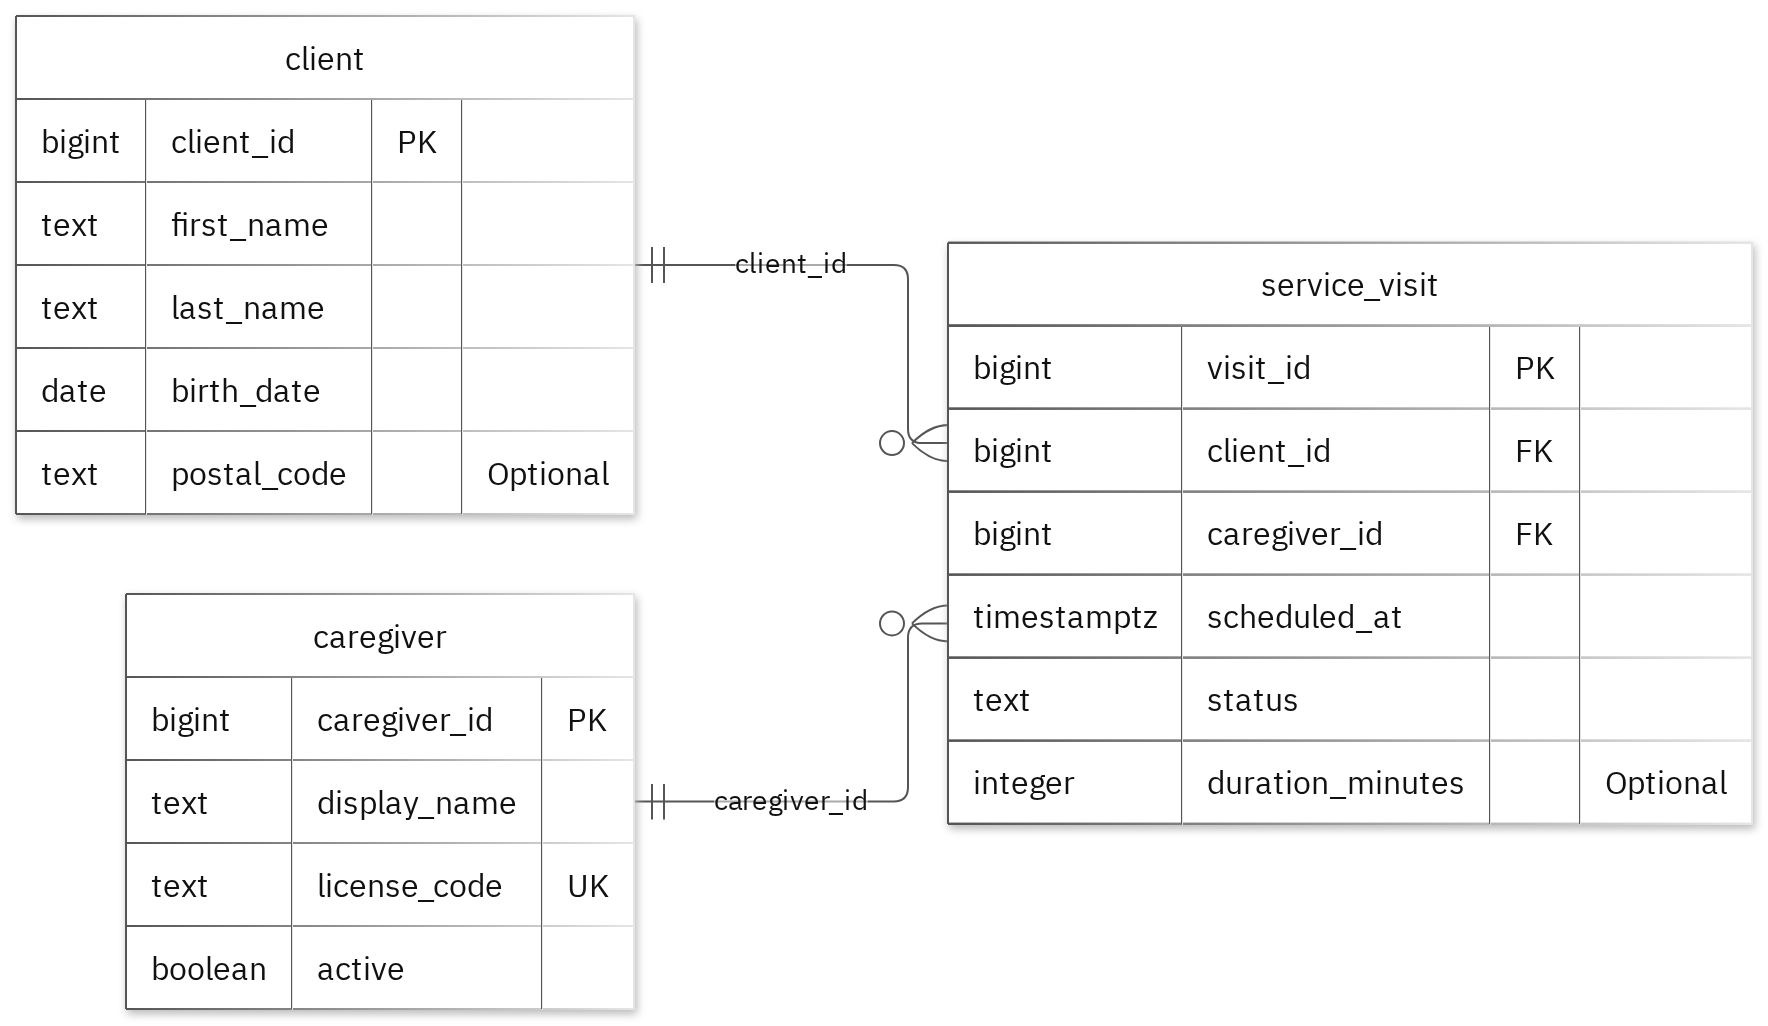 client
bigint client_id PK
text first_name
text last_name
date birth_date
text postal_code Optional
client_id
caregiver
bigint caregiver_id PK
text display_name
text license_code UK
boolean active
caregiver_id
service_visit
bigint visit_id PK
bigint client_id FK
bigint caregiver_id FK
timestamptz scheduled_at
text status
integer duration_minutes Optional